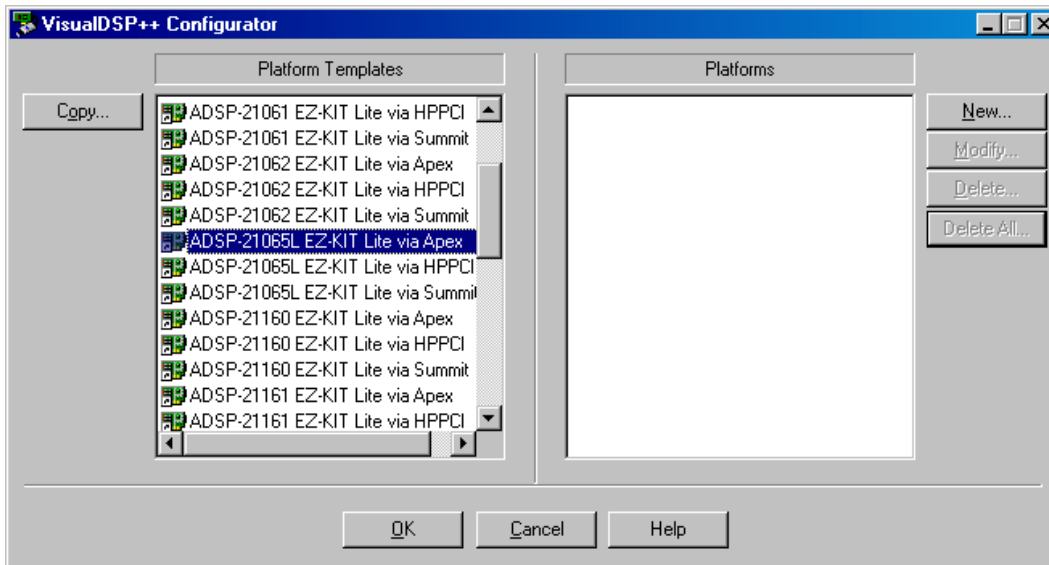 VisualDSP++ Configurator
Platform Templates
Platforms
Copy...
ADSP-21061 EZ-KIT Lite via HPPCI
ADSP-21061 EZ-KIT Lite via Summit
ADSP-21062 EZ-KIT Lite via Apex
ADSP-21062 EZ-KIT Lite via HPPCI
ADSP-21062 EZ-KIT Lite via Summit
ADSP-21065L EZ-KIT Lite via Apex
ADSP-21065L EZ-KIT Lite via HPPCI
ADSP-21065L EZ-KIT Lite via Summit
ADSP-21160 EZ-KIT Lite via Apex
ADSP-21160 EZ-KIT Lite via HPPCI
ADSP-21160 EZ-KIT Lite via Summit
ADSP-21161 EZ-KIT Lite via Apex
ADSP-21161 EZ-KIT Lite via HPPCI
New...
Modify...
Delete...
Delete All...
OK
Cancel
Help